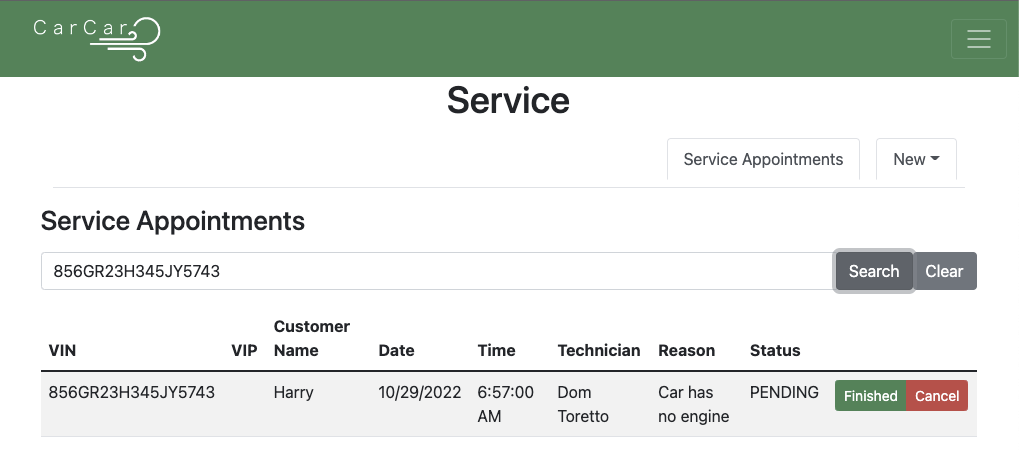 CarCar
Service
Service Appointments
New
Service Appointments
856GR23H345JY5743
Search
Clear
VIN
VIP
Customer
Name
Date
Time
Technician
Reason
Status
856GR23H345JY5743
Harry
10/29/2022
6:57:00
AM
Dom
Toretto
Car has
no engine
PENDING
Finished
Cancel